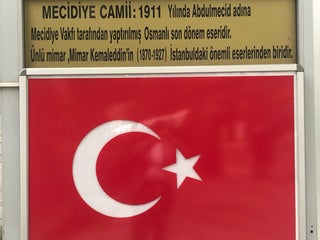 MECİDİYE CAMİİ: 1911 Yılında Abdulmecid adına
Mecidiye Vakfı tarafından yaptırılmış Osmanlı son dönem eseridir.
Ünlü mimar ,Mimar Kemaleddin'in (1870-1927) İstanbuldaki önemli eserlerinden biridir.